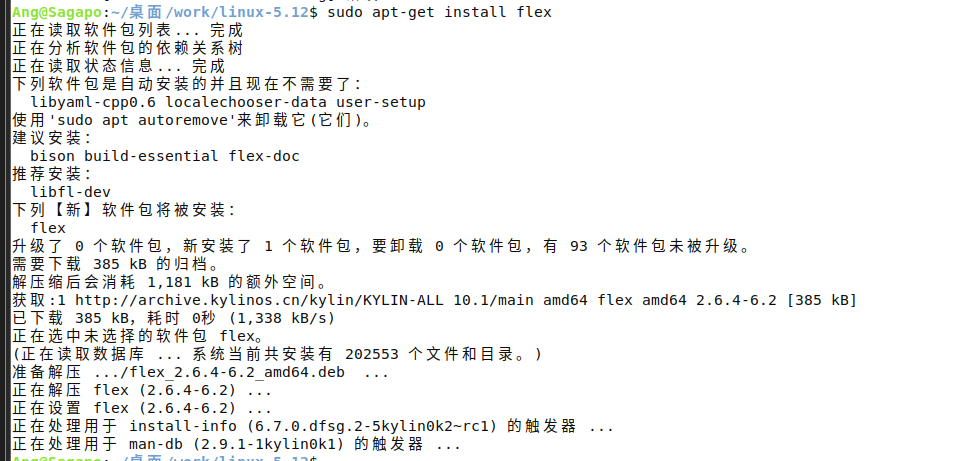 Ang@Sagapo:~/桌面/work/linux-5.12$ sudo apt-get install flex
正在读取软件包列表... 完成
正在分析软件包的依赖关系树
正在读取状态信息... 完成
下列软件包是自动安装的并且现在不需要了：
  libyaml-cpp0.6 localechooser-data user-setup
使用'sudo apt autoremove'来卸载它(它们)。
建议安装：
  bison build-essential flex-doc
推荐安装：
  libfl-dev
下列【新】软件包将被安装：
  flex
升级了 0 个软件包，新安装了 1 个软件包，要卸载 0 个软件包，有 93 个软件包未被升级。
需要下载 385 kB 的归档。
解压缩后会消耗 1,181 kB 的额外空间。
获取:1 http://archive.kylinos.cn/kylin/KYLIN-ALL 10.1/main amd64 flex amd64 2.6.4-6.2 [385 kB]
已下载 385 kB，耗时 0秒 (1,338 kB/s)
正在选中未选择的软件包 flex。
(正在读取数据库 ... 系统当前共安装有 202553 个文件和目录。)
准备解压 .../flex_2.6.4-6.2_amd64.deb  ...
正在解压 flex (2.6.4-6.2) ...
正在设置 flex (2.6.4-6.2) ...
正在处理用于 install-info (6.7.0.dfsg.2-5kylin0k2~rc1) 的触发器 ...
正在处理用于 man-db (2.9.1-1kylin0k1) 的触发器 ...
Ang@Sagapo:~/桌面/work/linux-5.12$